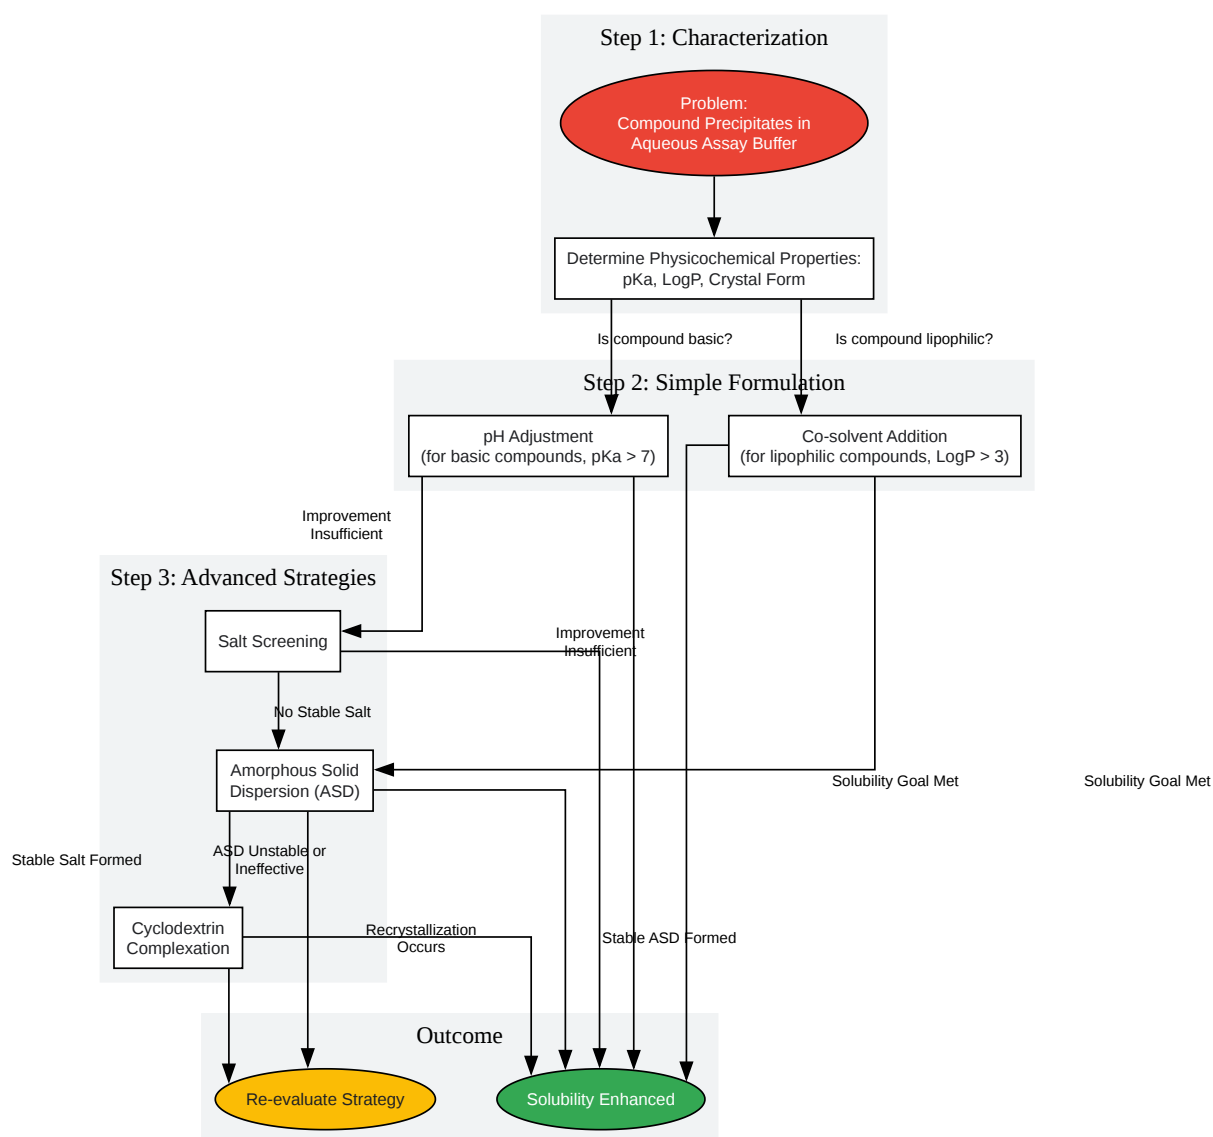 Step 1: Characterization
Problem:
Compound Precipitates in
Aqueous Assay Buffer
Determine Physicochemical Properties:
pKa, LogP, Crystal Form
Is compound basic?
Is compound lipophilic?
Step 2: Simple Formulation
pH Adjustment
(for basic compounds, pKa > 7)
Co-solvent Addition
(for lipophilic compounds, LogP > 3)
Improvement
Insufficient
Step 3: Advanced Strategies
Salt Screening
Improvement
Insufficient
No Stable Salt
Amorphous Solid
Dispersion (ASD)
Solubility Goal Met
Solubility Goal Met
Stable Salt Formed
ASD Unstable or
Ineffective
Cyclodextrin
Complexation
Recrystallization
Occurs
Stable ASD Formed
Outcome
Re-evaluate Strategy
Solubility Enhanced